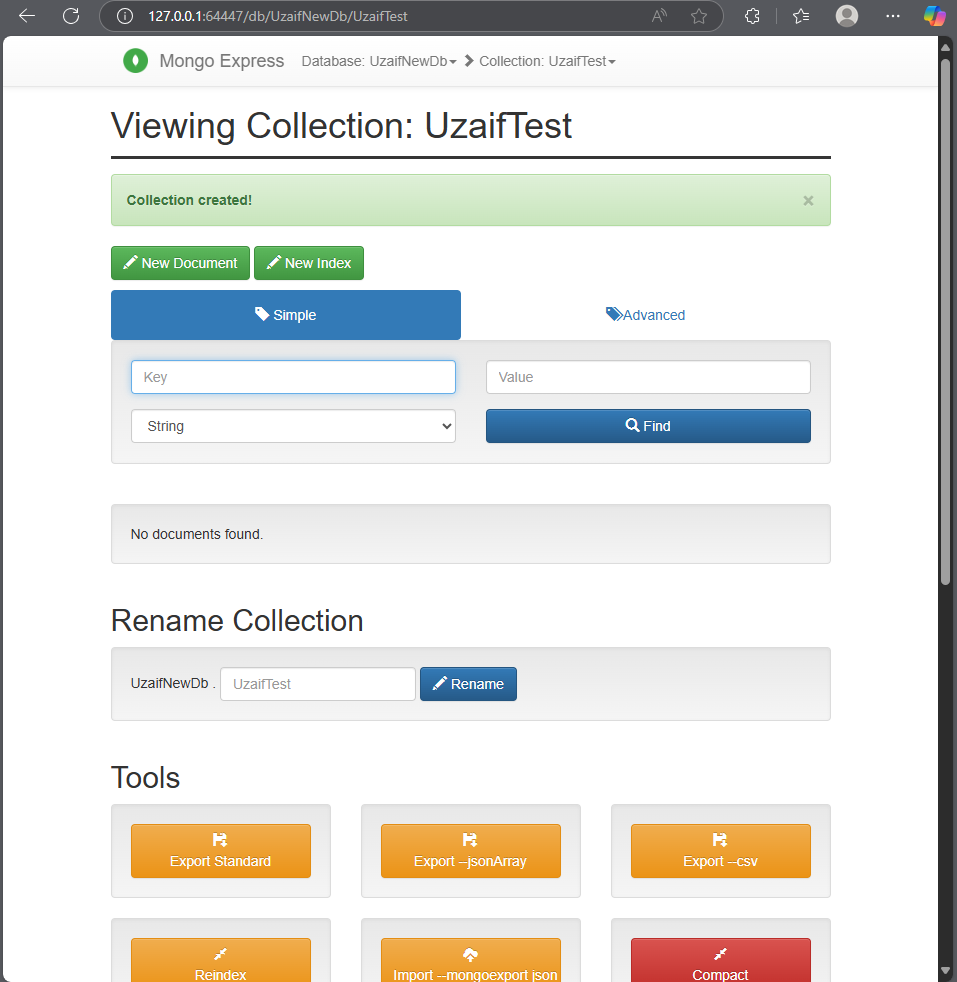 127.0.0.1:64447/db/UzaifNewDb/UzaifTest
Mongo Express Database: UzaifNewDb Collection: UzaifTest
Viewing Collection: UzaifTest
Collection created! ×
New Document New Index
Simple Advanced
Key Value
String Find
No documents found.
Rename Collection
UzaifNewDb . UzaifTest Rename
Tools
Export Standard Export --jsonArray Export --csv
Reindex Import --mongoexport json Compact